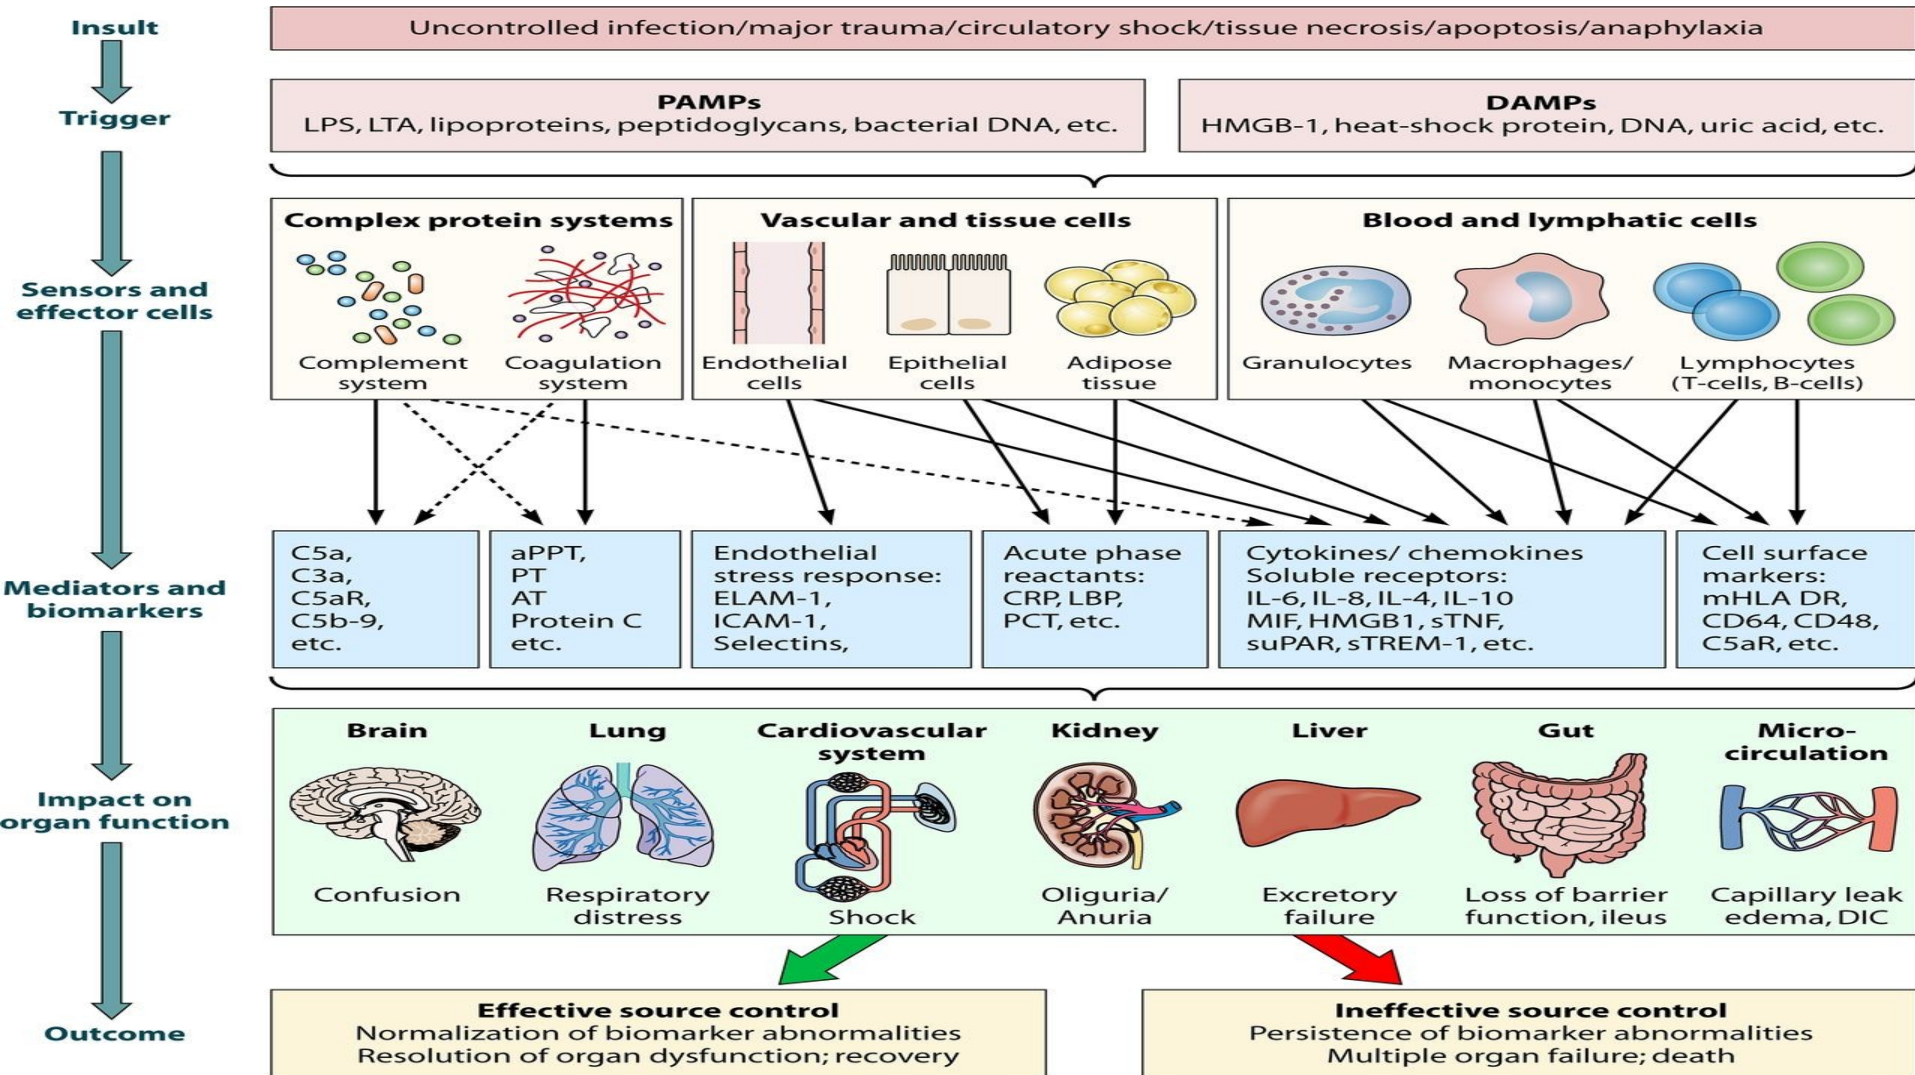 Insult
Uncontrolled infection/major trauma/circulatory shock/tissue necrosis/apoptosis/anaphylaxia
Trigger
PAMPs
LPS, LTA, lipoproteins, peptidoglycans, bacterial DNA, etc.
DAMPs
HMGB-1, heat-shock protein, DNA, uric acid, etc.
Sensors and
effector cells
Complex protein systems
Complement
system
Coagulation
system
Vascular and tissue cells
Endothelial
cells
Epithelial
cells
Adipose
tissue
Blood and lymphatic cells
Granulocytes
Macrophages/
monocytes
Lymphocytes
(T-cells, B-cells)
Mediators and
biomarkers
C5a,
C3a,
C5aR,
C5b-9,
etc.
aPPT,
PT
AT
Protein C
etc.
Endothelial
stress response:
ELAM-1,
ICAM-1,
Selectins,
Acute phase
reactants:
CRP, LBP,
PCT, etc.
Cytokines/ chemokines
Soluble receptors:
IL-6, IL-8, IL-4, IL-10
MIF, HMGB1, sTNF,
suPAR, sTREM-1, etc.
Cell surface
markers:
mHLA DR,
CD64, CD48,
C5aR, etc.
Impact on
organ function
Brain
Confusion
Lung
Respiratory
distress
Cardiovascular
system
Shock
Kidney
Oliguria/
Anuria
Liver
Excretory
failure
Gut
Loss of barrier
function, ileus
Micro-
circulation
Capillary leak
edema, DIC
Outcome
Effective source control
Normalization of biomarker abnormalities
Resolution of organ dysfunction; recovery
Ineffective source control
Persistence of biomarker abnormalities
Multiple organ failure; death